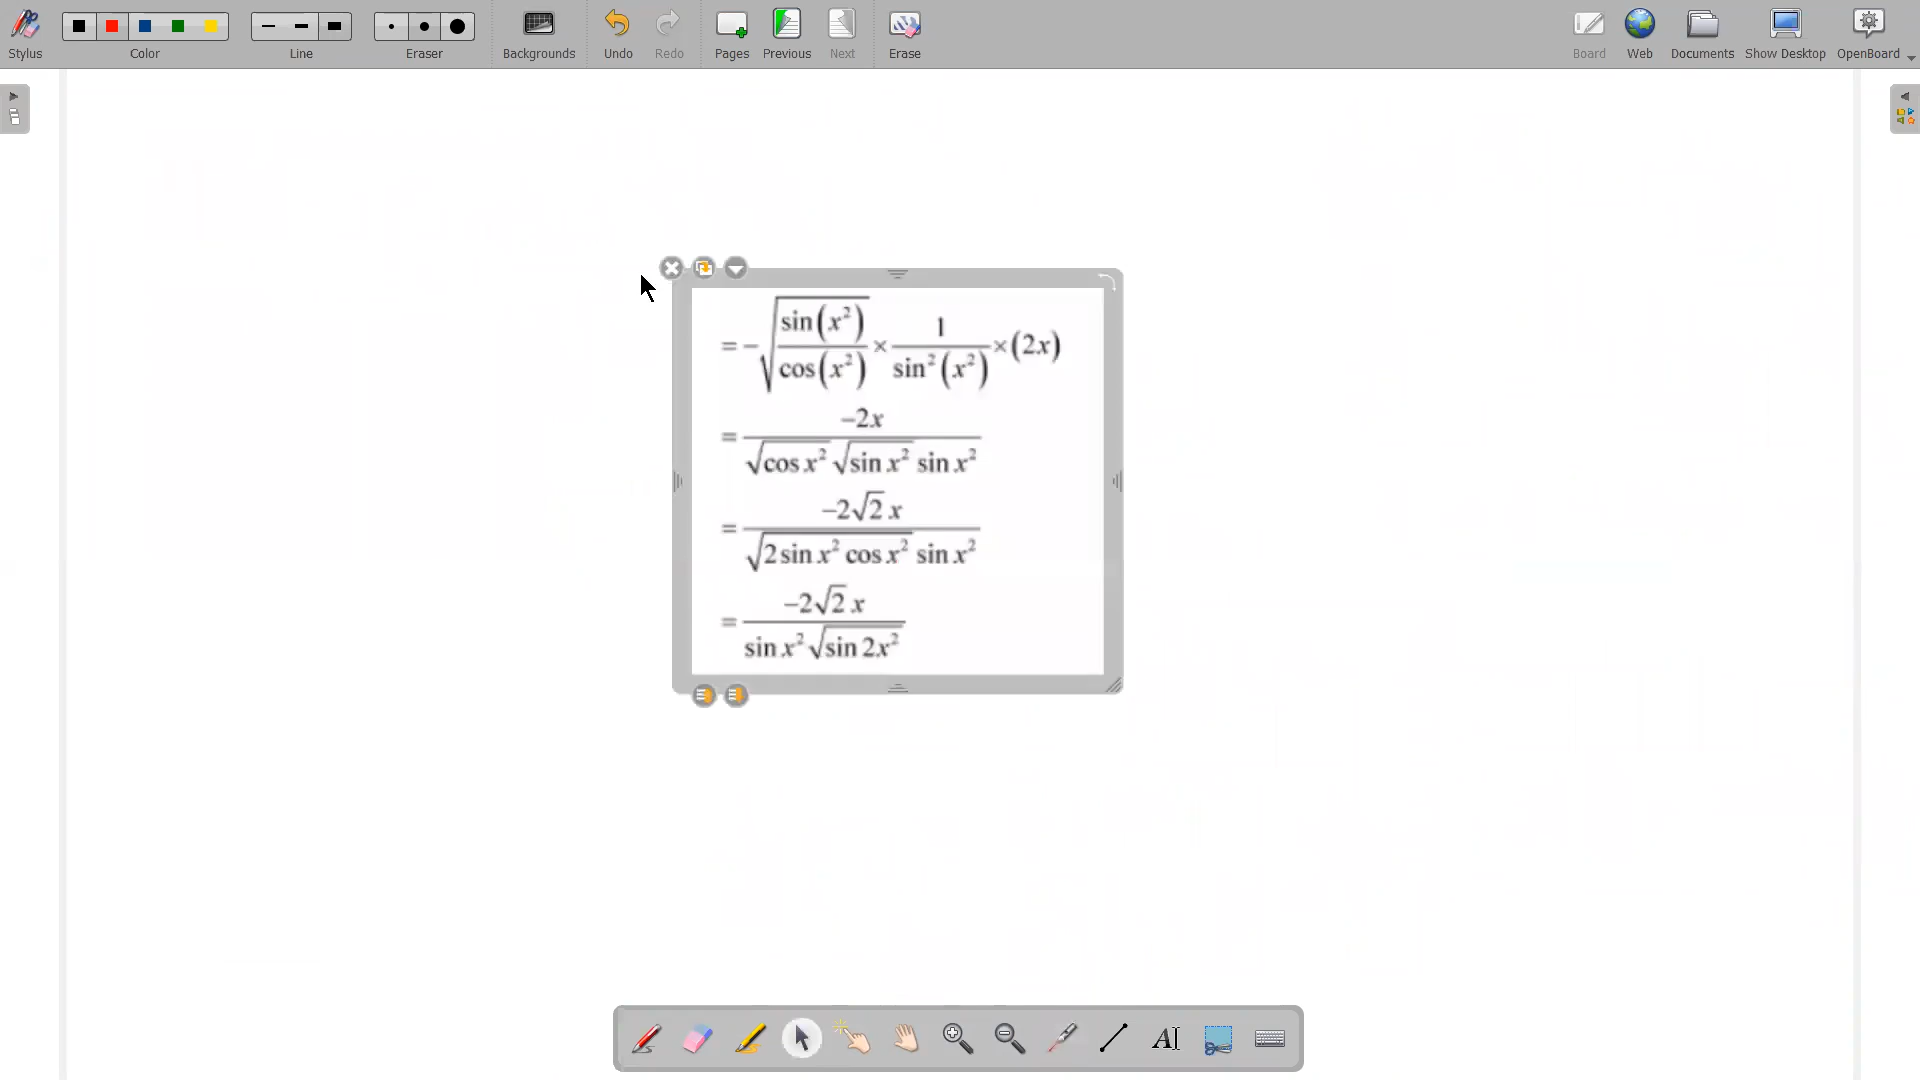 Stylus Color Line Eraser Backgrounds Undo Redo Pages Previous Next Erase Board Web Documents Show Desktop OpenBoard
= -√(sin(x²)/cos(x²)) × 1/sin²(x²) × (2x)
= -2x/(√cos x² √sin x² sin x²)
= -2√2 x/(√2 sin x² cos x² sin x²)
= -2√2 x/(sin x² √sin 2x²)
A